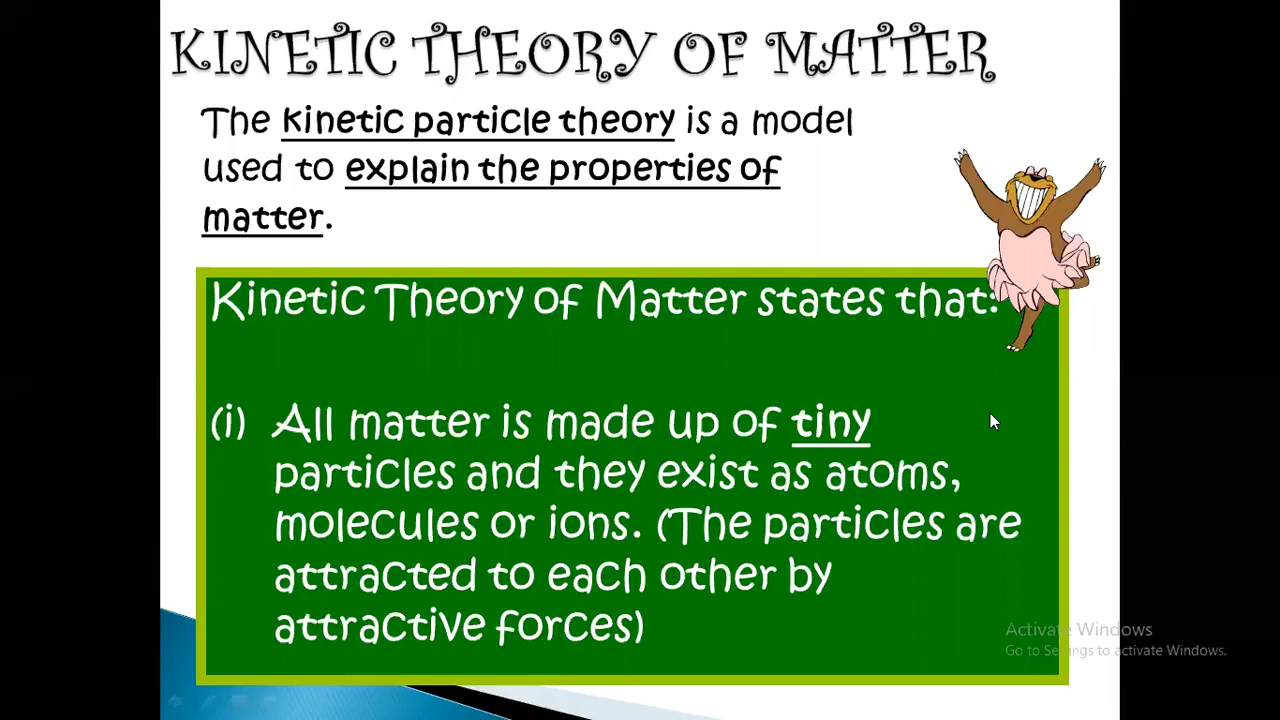 KINETIC THEORY OF MATTER
The kinetic particle theory is a model
used to explain the properties of
matter.
Kinetic Theory of Matter states that:
(i) All matter is made up of tiny
particles and they exist as atoms,
molecules or ions. (The particles are
attracted to each other by
attractive forces)
Activate Windows
Go to Settings to activate Windows.